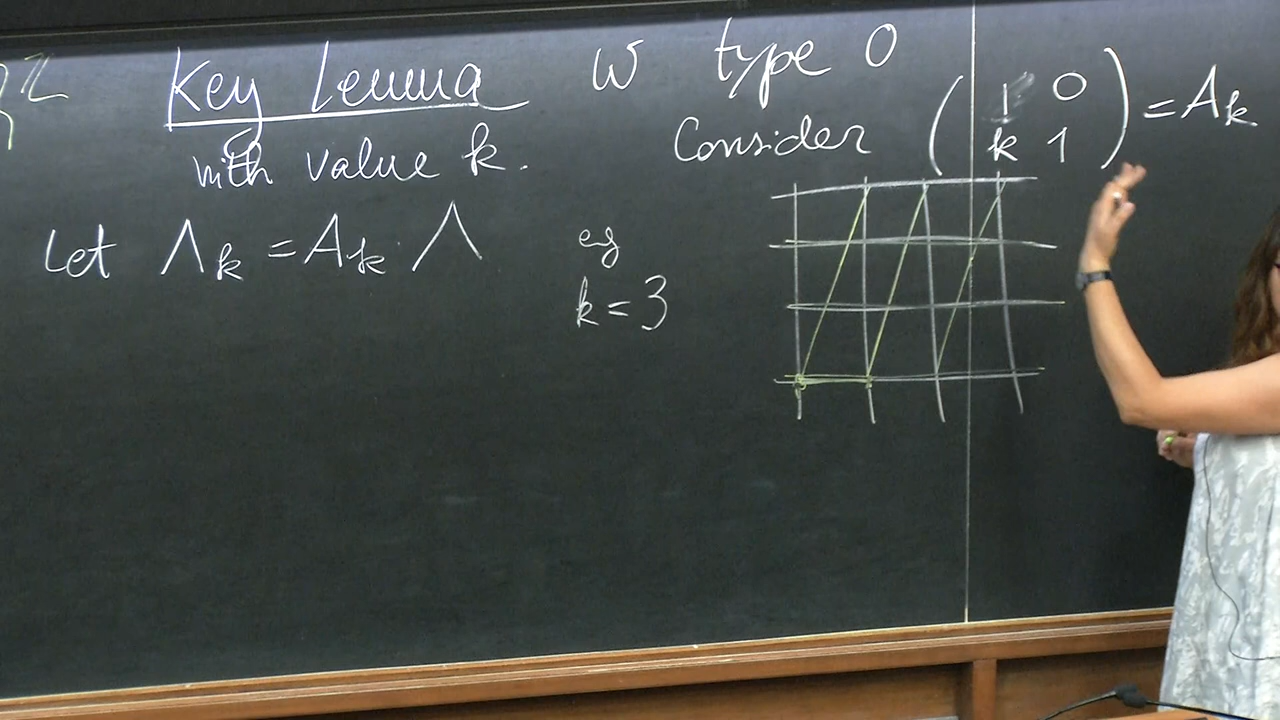 Key Lemma w type 0
with value k.
Consider ( 1 0
k 1 ) = A_k
Let Λ_k = A_k · Λ
eg
k = 3